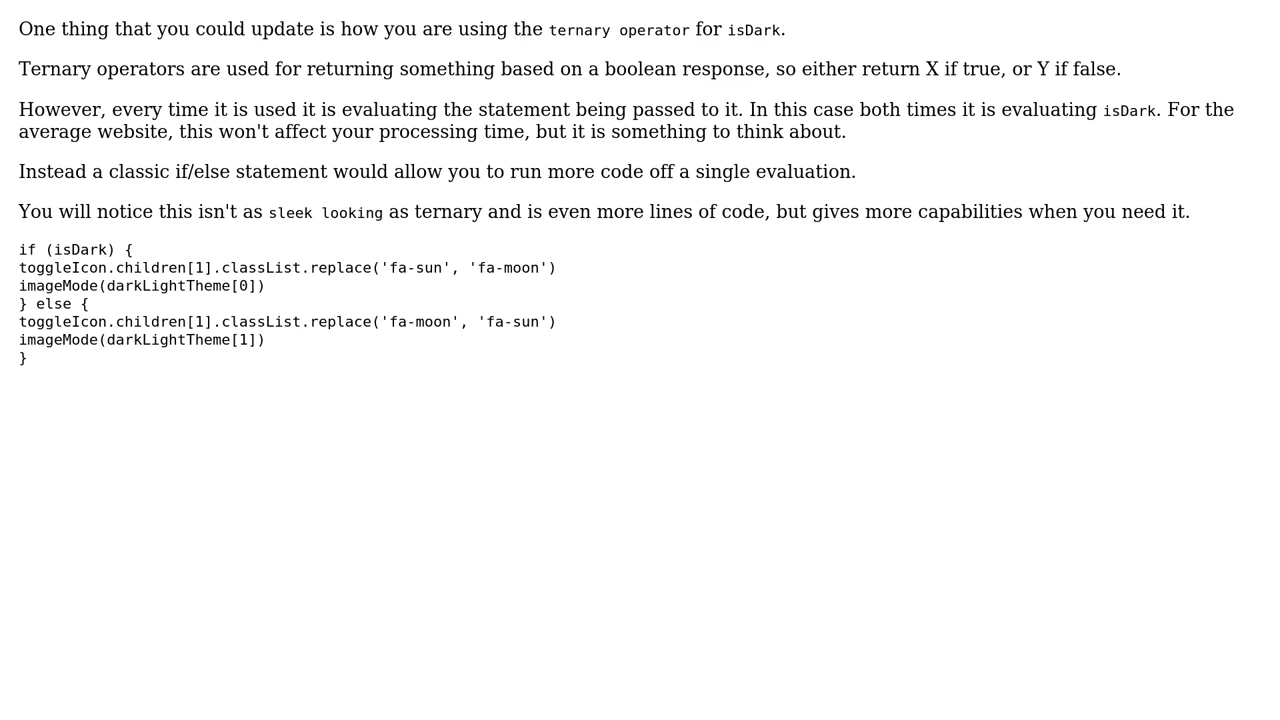 One thing that you could update is how you are using the ternary operator for isDark.
Ternary operators are used for returning something based on a boolean response, so either return X if true, or Y if false.
However, every time it is used it is evaluating the statement being passed to it. In this case both times it is evaluating isDark. For the
average website, this won't affect your processing time, but it is something to think about.
Instead a classic if/else statement would allow you to run more code off a single evaluation.
You will notice this isn't as sleek looking as ternary and is even more lines of code, but gives more capabilities when you need it.
if (isDark) {
toggleIcon.children[1].classList.replace('fa-sun', 'fa-moon')
imageMode(darkLightTheme[0])
} else {
toggleIcon.children[1].classList.replace('fa-moon', 'fa-sun')
imageMode(darkLightTheme[1])
}